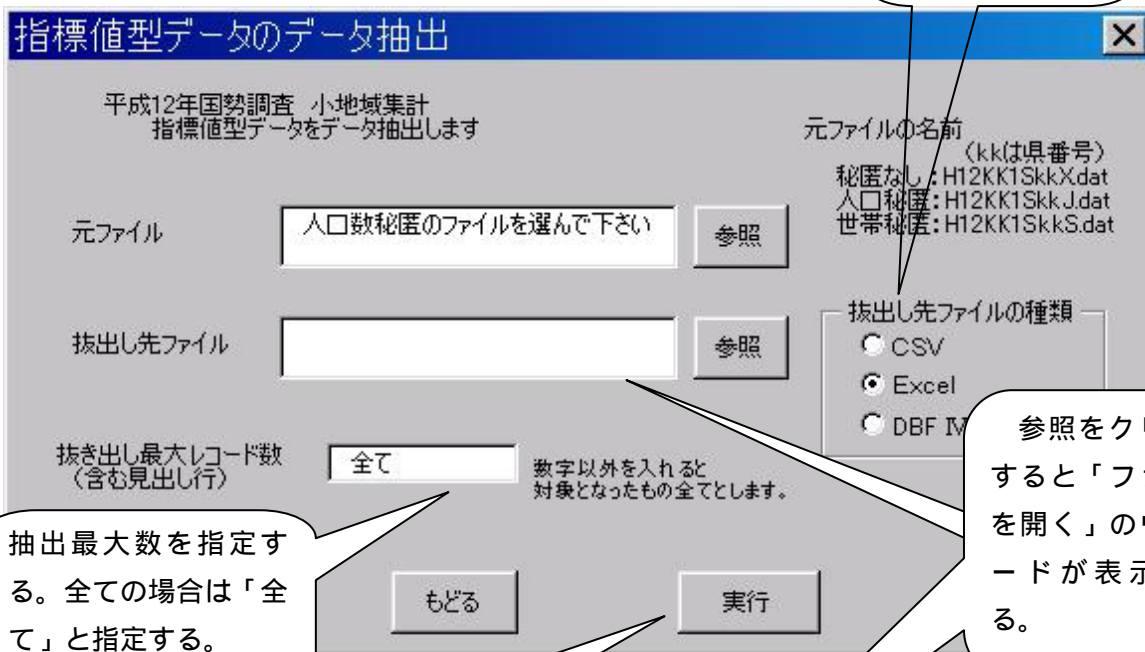 指標値型データのデータ抽出
平成12年国勢調査 小地域集計
指標値型データをデータ抽出します
元ファイルの名前
(kkは県番号)
秘匿なし:H12KK1SkkX.dat
人口秘匿:H12KK1SkkJ.dat
世帯秘匿:H12KK1SkkS.dat
元ファイル
人口数秘匿のファイルを選んで下さい
参照
抜出し先ファイル
参照
抜出し先ファイルの種類
CSV
Excel
DBF Ⅳ
抜き出し最大レコード数
(含む見出し行)
全て
数字以外を入れると
対象となったもの全てとします。
抽出最大数を指定す
る。全ての場合は「全
て」と指定する。
もどる
実行
参照をクリ
すると「フ
を開く」の
ードが表示
る。